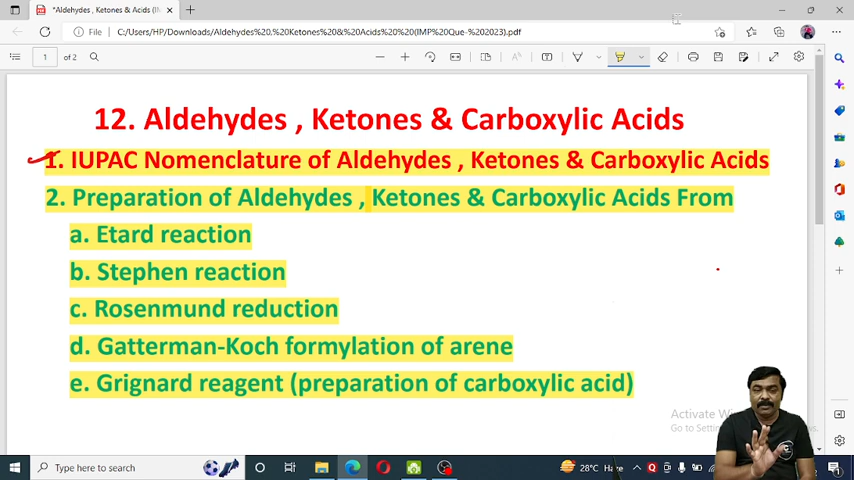 *Aldehydes , Ketones & Acids (IM
File
C:/Users/HP/Downloads/Aldehydes%20,%20Ketones%20&%20Acids%20%20(IMP%20Que-%202023).pdf
1 of 2
12. Aldehydes , Ketones & Carboxylic Acids
1. IUPAC Nomenclature of Aldehydes , Ketones & Carboxylic Acids
2. Preparation of Aldehydes , Ketones & Carboxylic Acids From
a. Etard reaction
b. Stephen reaction
c. Rosenmund reduction
d. Gatterman-Koch formylation of arene
e. Grignard reagent (preparation of carboxylic acid)
Activate
Go to
Type here to search
28°C Haze